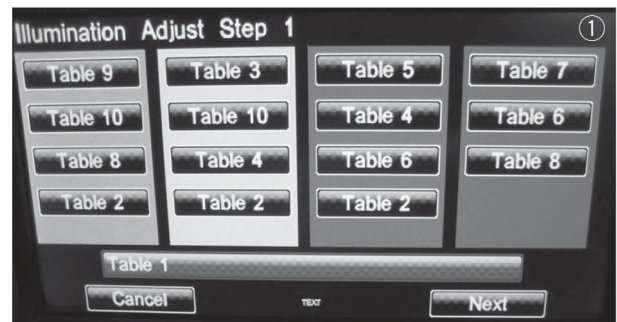 Illumination Adjust Step 1 ①
Table 9 Table 3 Table 5 Table 7
Table 10 Table 10 Table 4 Table 6
Table 8 Table 4 Table 6 Table 8
Table 2 Table 2 Table 2
Table 1
Cancel TEXT Next